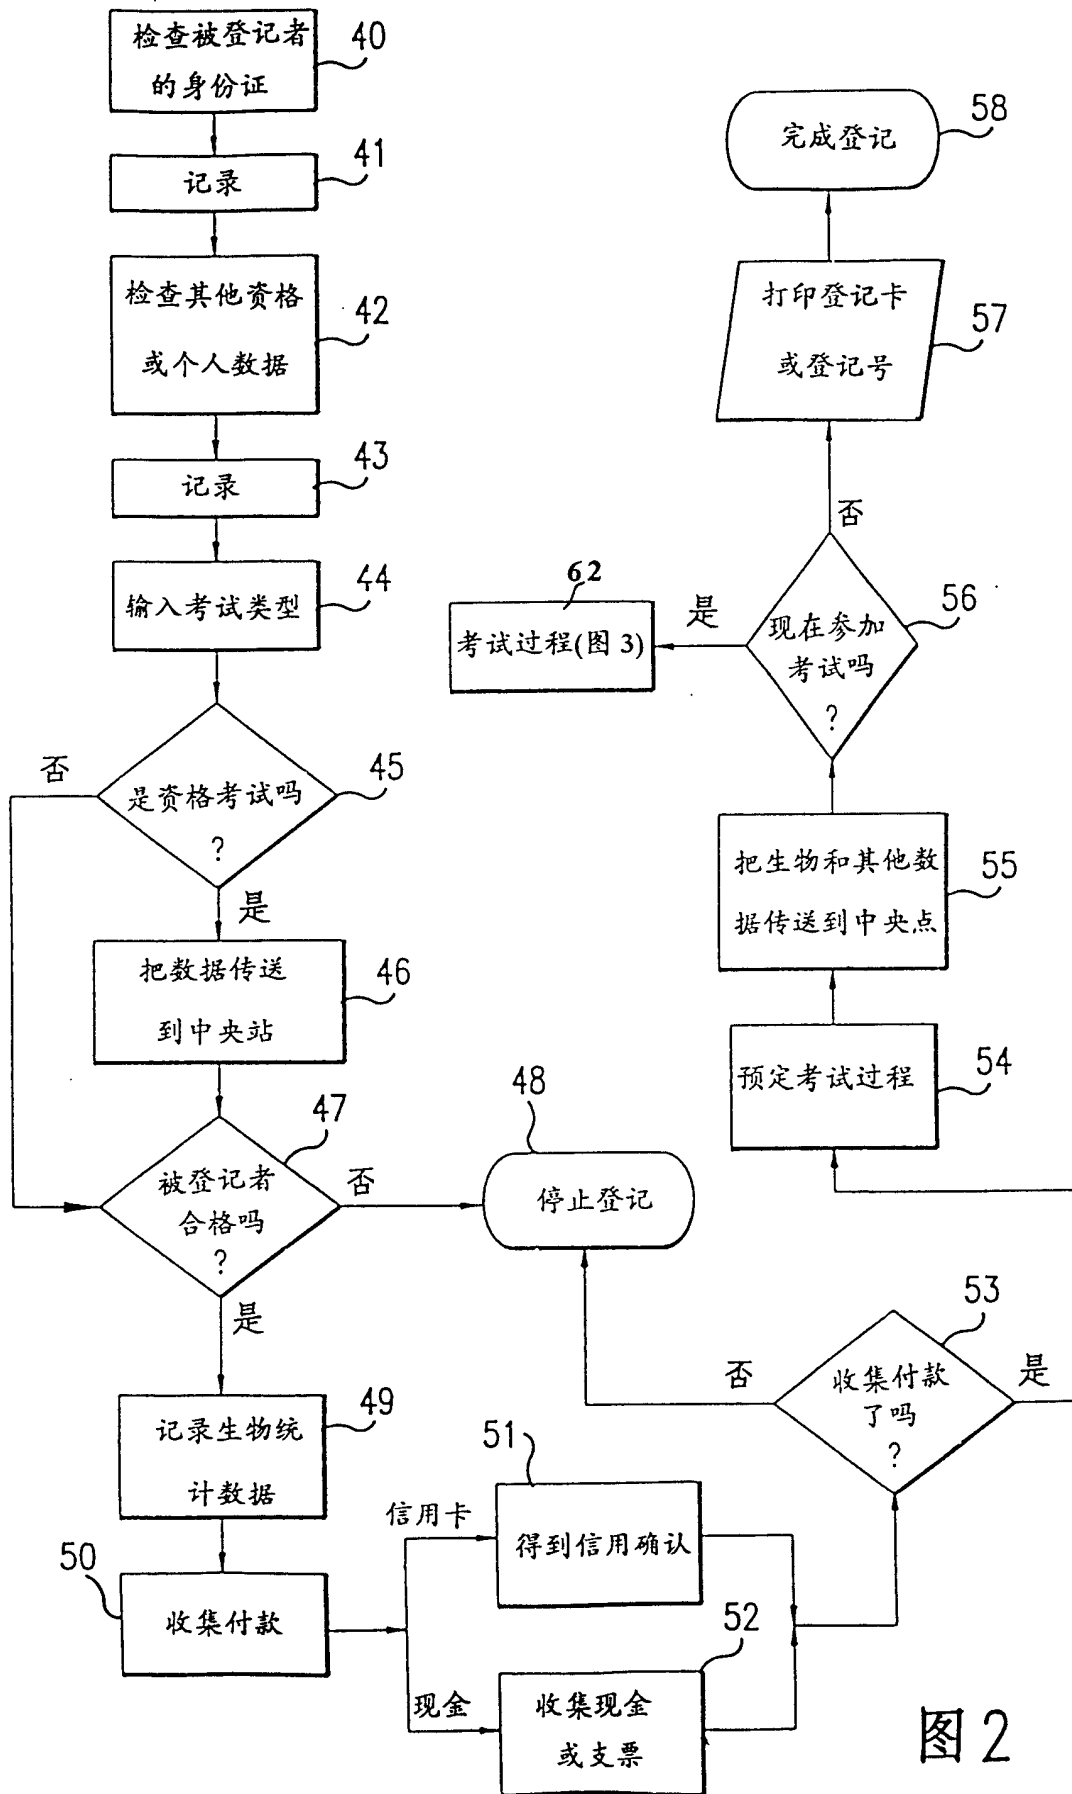 检查被登记者
的身份证
40
记录
41
检查其他资格
或个人数据
42
记录
43
输入考试类型
44
是资格考试吗
?
45
否
是
把数据传送
到中央站
46
被登记者
合格吗
?
47
否
是
停止登记
48
记录生物统
计数据
49
收集付款
50
信用卡
现金
得到信用确认
51
收集现金
或支票
52
收集付款
了吗
?
53
否
是
预定考试过程
54
把生物和其他数
据传送到中央点
55
现在参加
考试吗
?
56
是
否
考试过程(图 3)
62
打印登记卡
或登记号
57
完成登记
58
图 2